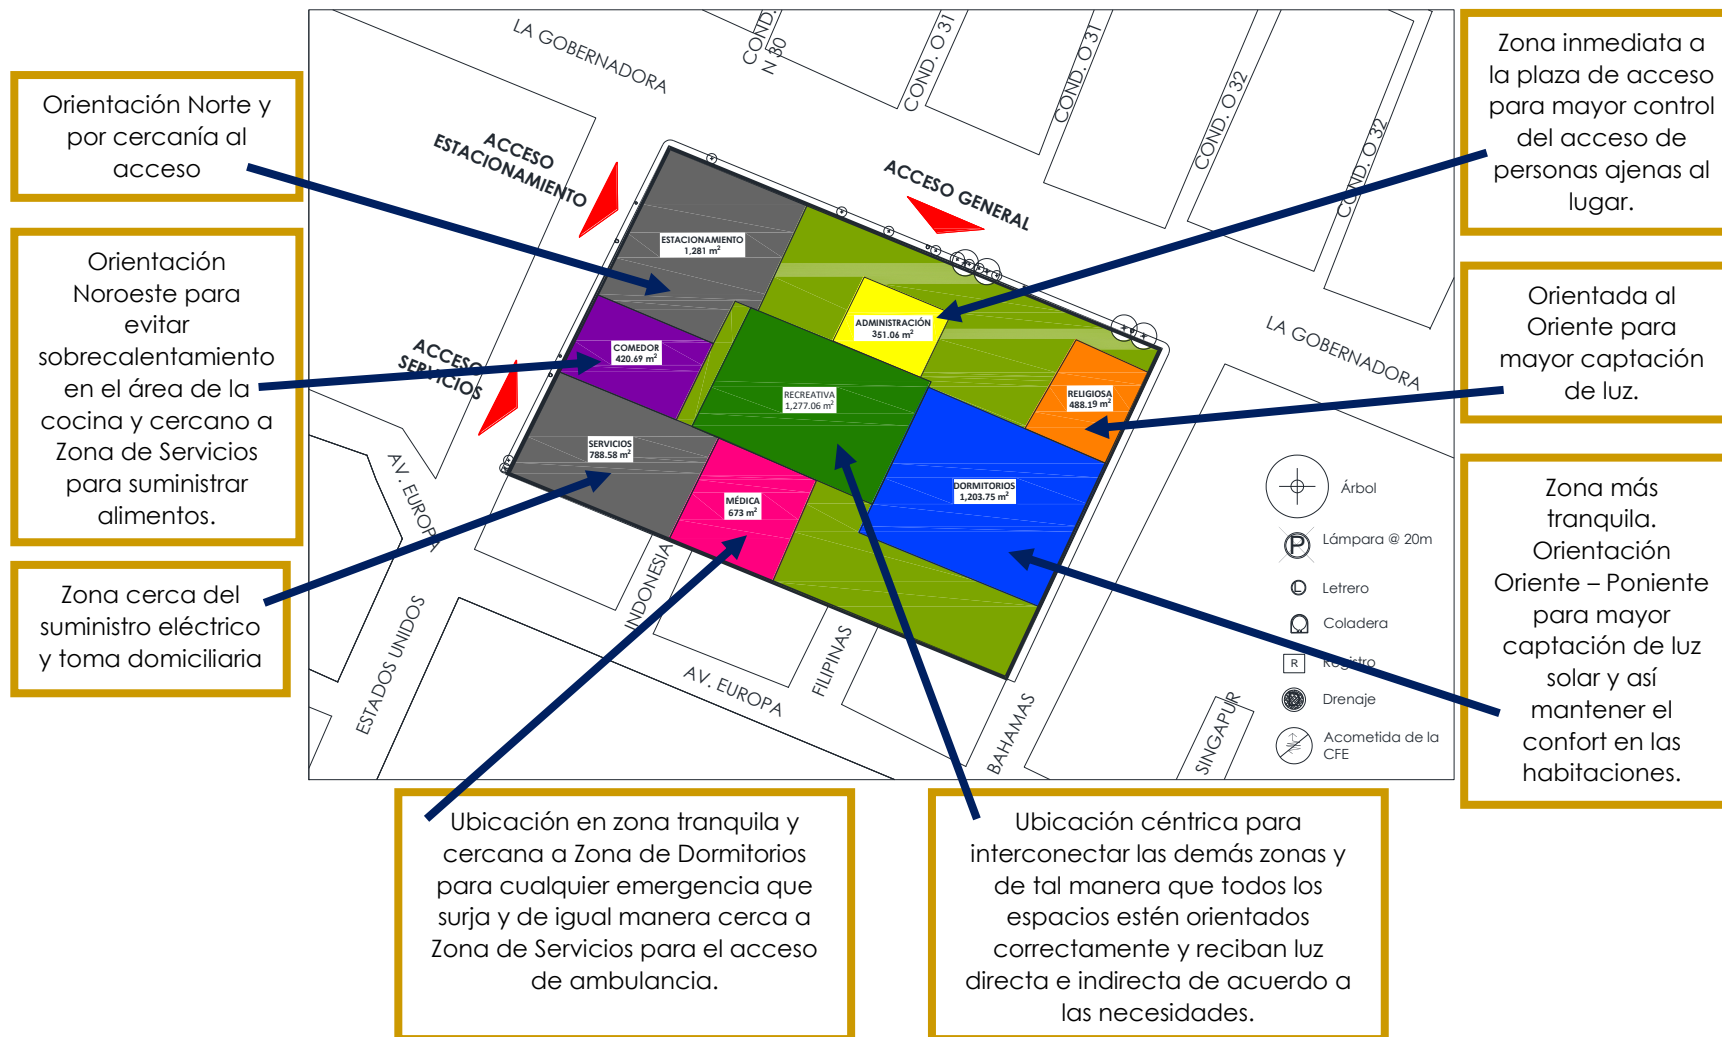 Orientación Norte y
por cercanía al
acceso
Orientación
Noroeste para
evitar
sobrecalentamiento
en el área de la
cocina y cercano a
Zona de Servicios
para suministrar
alimentos.
Zona cerca del
suministro eléctrico
y toma domiciliaria
LA GOBERNADORA
COND.
N 30
COND. O 31
COND. O 31
COND. O 32
COND. O 32
ACCESO
ESTACIONAMIENTO
ACCESO GENERAL
ACCESO
SERVICIOS
ESTACIONAMIENTO
1,281 m²
ADMINISTRACIÓN
351.06 m²
COMEDOR
420.69 m²
RECREATIVA
1,277.06 m²
RELIGIOSA
488.19 m²
SERVICIOS
788.58 m²
MÉDICA
673 m²
DORMITORIOS
1,203.75 m²
LA GOBERNADORA
AV. EUROPA
ESTADOS UNIDOS
INDONESIA
AV. EUROPA
FILIPINAS
BAHAMAS
SINGAPUR
Árbol
P
Lámpara @ 20m
L
Letrero
Coladera
R
Registro
Drenaje
Acometida de la
CFE
Zona inmediata a
la plaza de acceso
para mayor control
del acceso de
personas ajenas al
lugar.
Orientada al
Oriente para
mayor captación
de luz.
Zona más
tranquila.
Orientación
Oriente – Poniente
para mayor
captación de luz
solar y así
mantener el
confort en las
habitaciones.
Ubicación en zona tranquila y
cercana a Zona de Dormitorios
para cualquier emergencia que
surja y de igual manera cerca a
Zona de Servicios para el acceso
de ambulancia.
Ubicación céntrica para
interconectar las demás zonas y
de tal manera que todos los
espacios estén orientados
correctamente y reciban luz
directa e indirecta de acuerdo a
las necesidades.